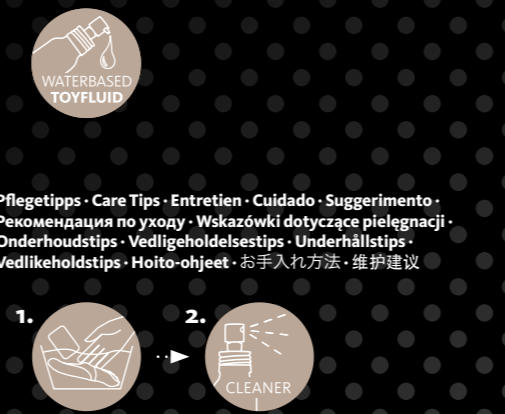 WATERBASED
TOYFLUID
Pflegetipps · Care Tips · Entretien · Cuidado · Suggerimento ·
Рекомендация по уходу · Wskazówki dotyczące pielęgnacji ·
Onderhoudstips · Vedligeholdelsestips · Underhållstips ·
Vedlikeholdstips · Hoito-ohjeet · お手入れ方法 · 维护建议
1.
2.
CLEANER